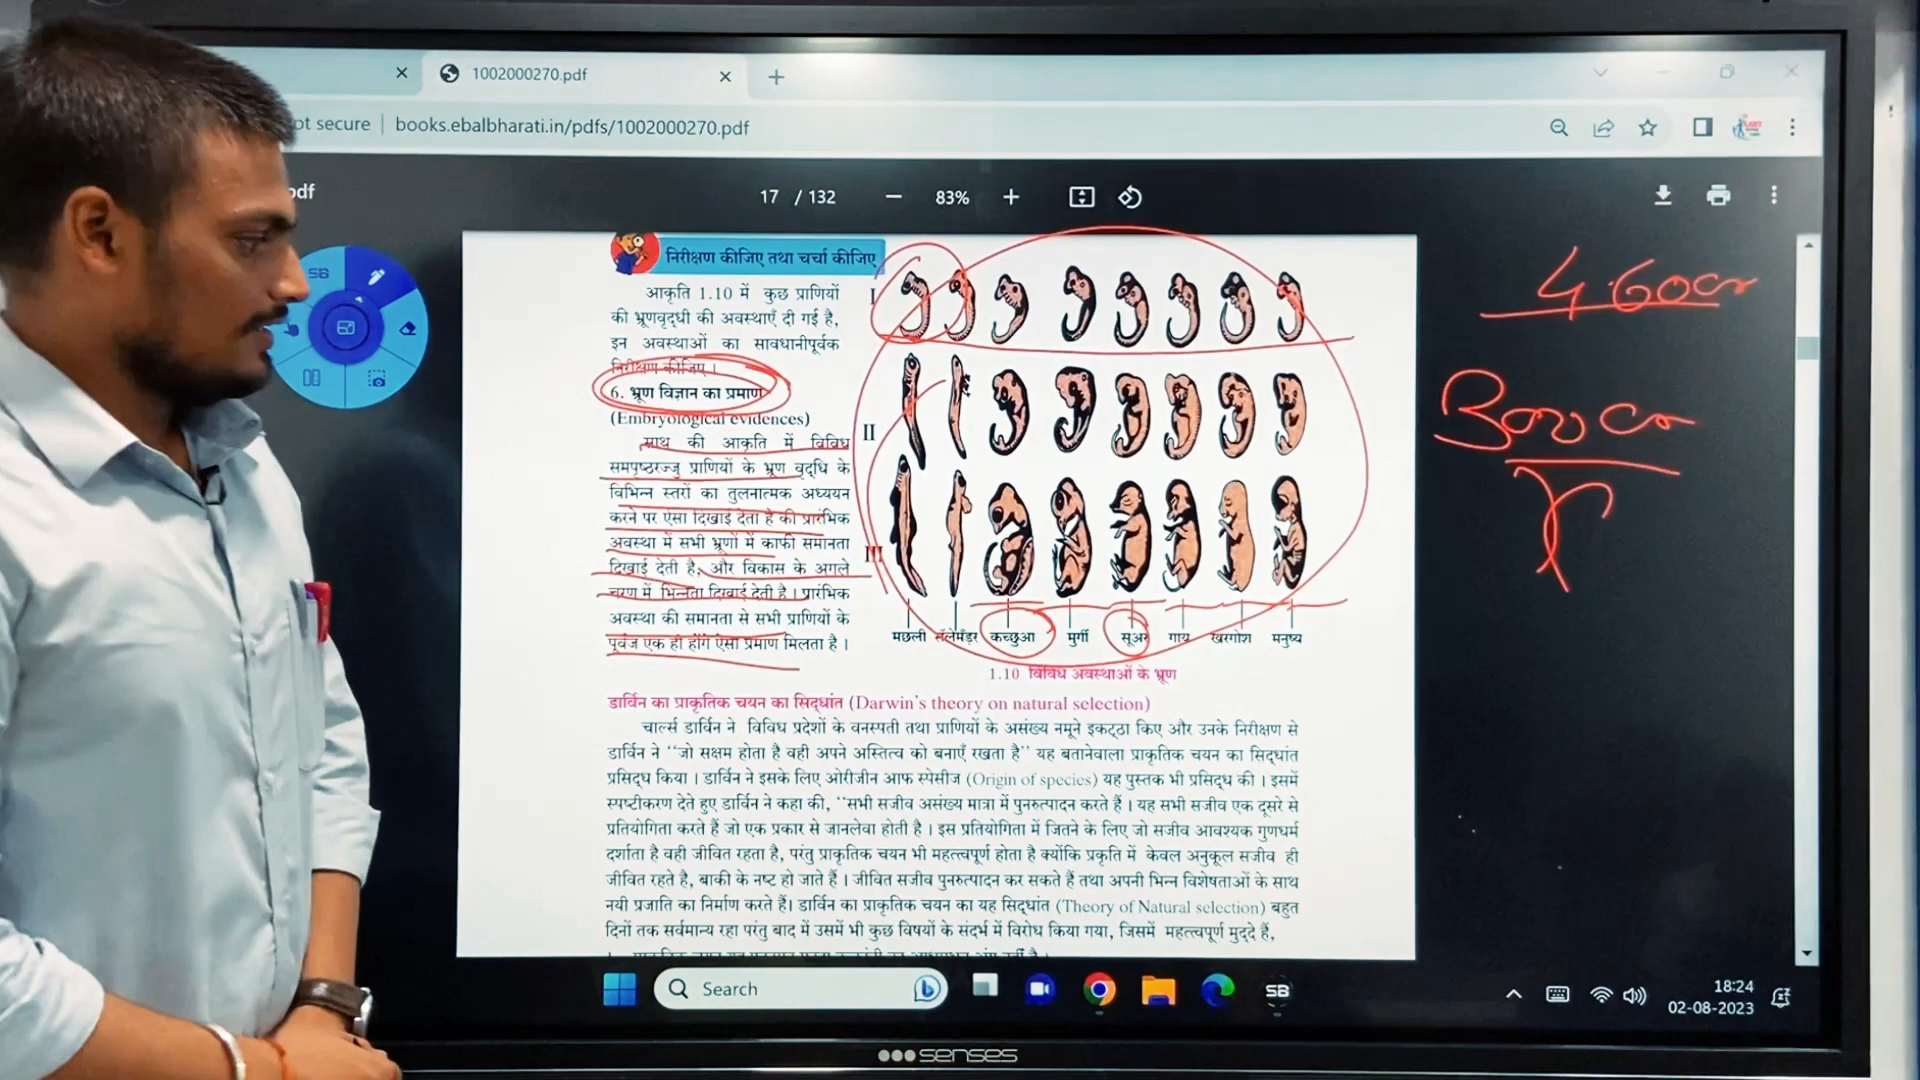 1002000270.pdf
ot secure | books.ebalbharati.in/pdfs/1002000270.pdf
pdf
17 / 132
83%
निरीक्षण कीजिए तथा चर्चा कीजिए
आकृति 1.10 में कुछ प्राणियों
की भ्रूणवृद्धी की अवस्थाएँ दी गई है,
इन अवस्थाओं का सावधानीपूर्वक
निरीक्षण कीजिए ।
6. भ्रूण विज्ञान का प्रमाण
(Embryological evidences)
साथ की आकृति में विविध
समपृष्ठरज्जु प्राणियों के भ्रूण वृद्धि के
विभिन्न स्तरों का तुलनात्मक अध्ययन
करने पर ऐसा दिखाई देता है की प्रारंभिक
अवस्था में सभी भ्रूणों में काफी समानता
दिखाई देती है, और विकास के अगले
चरण में भिन्नता दिखाई देती है । प्रारंभिक
अवस्था की समानता से सभी प्राणियों के
पूर्वज एक ही होंगे ऐसा प्रमाण मिलता है ।
I
II
III
मछली सॅलेमँडर कच्छुआ मुर्गी सूअर गाय खरगोश मनुष्य
1.10 विविध अवस्थाओं के भ्रूण
460cr
300cr
डार्विन का प्राकृतिक चयन का सिद्धांत (Darwin's theory on natural selection)
चार्ल्स डार्विन ने विविध प्रदेशों के वनस्पती तथा प्राणियों के असंख्य नमूने इकट्ठा किए और उनके निरीक्षण से
डार्विन ने ‘‘जो सक्षम होता है वही अपने अस्तित्व को बनाएँ रखता है’’ यह बतानेवाला प्राकृतिक चयन का सिद्धांत
प्रसिद्ध किया । डार्विन ने इसके लिए ओरीजीन आफ स्पेसीज (Origin of species) यह पुस्तक भी प्रसिद्ध की । इसमें
स्पष्टीकरण देते हुए डार्विन ने कहा की, ‘‘सभी सजीव असंख्य मात्रा में पुनरुत्पादन करते हैं । यह सभी सजीव एक दूसरे से
प्रतियोगिता करते हैं जो एक प्रकार से जानलेवा होती है । इस प्रतियोगिता में जितने के लिए जो सजीव आवश्यक गुणधर्म
दर्शाता है वही जीवित रहता है, परंतु प्राकृतिक चयन भी महत्त्वपूर्ण होता है क्योंकि प्रकृति में केवल अनुकूल सजीव ही
जीवित रहते है, बाकी के नष्ट हो जाते हैं । जीवित सजीव पुनरुत्पादन कर सकते हैं तथा अपनी भिन्न विशेषताओं के साथ
नयी प्रजाति का निर्माण करते हैं। डार्विन का प्राकृतिक चयन का यह सिद्धांत (Theory of Natural selection) बहुत
दिनों तक सर्वमान्य रहा परंतु बाद में उसमें भी कुछ विषयों के संदर्भ में विरोध किया गया, जिसमें महत्त्वपूर्ण मुद्दे हैं,
Search
SB
18:24
02-08-2023
senses